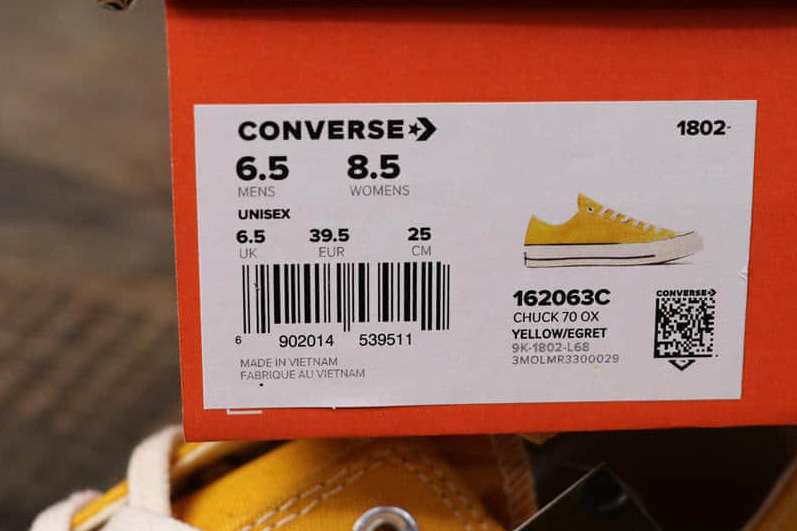 CONVERSE
1802-
6.5 8.5
MENS WOMENS
UNISEX
6.5 39.5 25
UK EUR CM
6 902014 539511
MADE IN VIETNAM
FABRIQUE AU VIETNAM
162063C
CHUCK 70 OX
YELLOW/EGRET
9K-1802-L68
3MOLMR3300029
CONVERSE